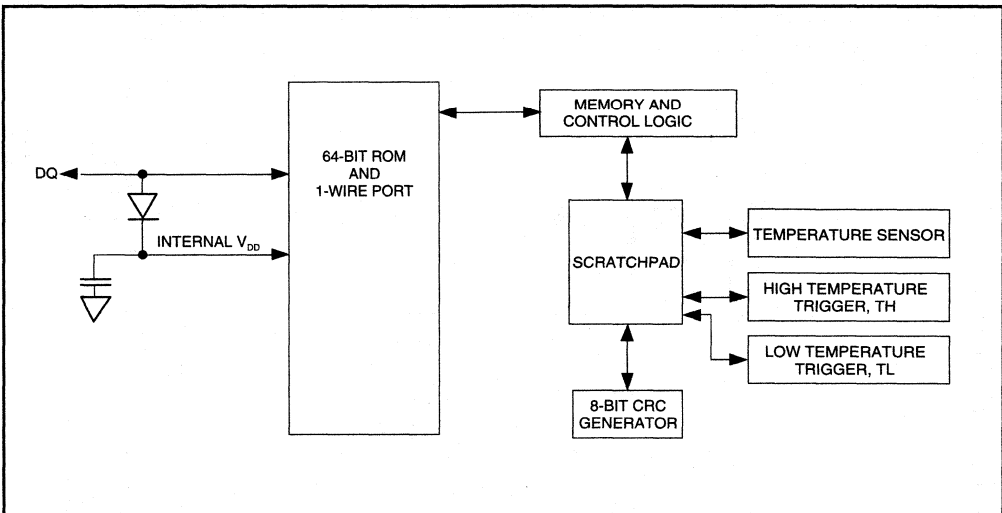 DQ
INTERNAL VDD
64-BIT ROM
AND
1-WIRE PORT
MEMORY AND
CONTROL LOGIC
SCRATCHPAD
TEMPERATURE SENSOR
HIGH TEMPERATURE
TRIGGER, TH
LOW TEMPERATURE
TRIGGER, TL
8-BIT CRC
GENERATOR